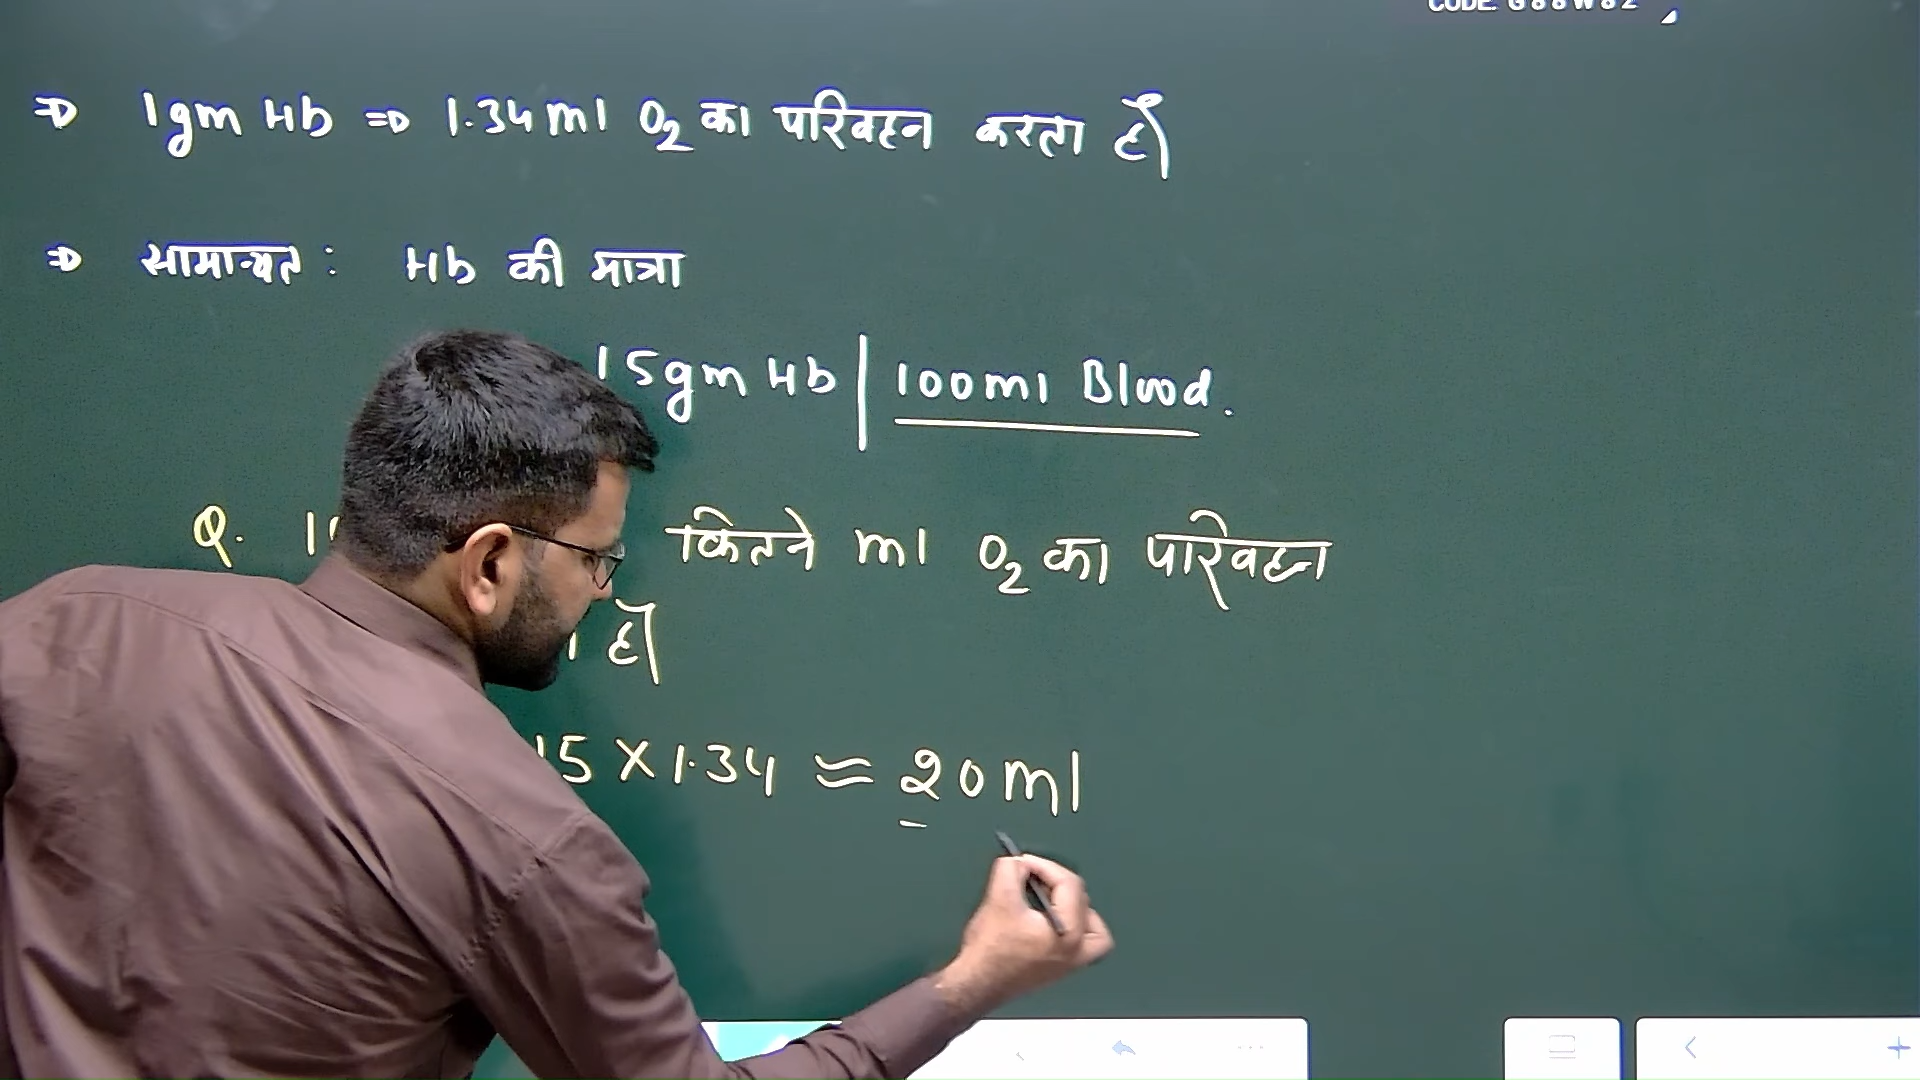 ⇒ 1gm Hb ⇒ 1.34ml O₂ का परिवहन करता है।
⇒ सामान्यत: Hb की मात्रा
15gm Hb | 100ml Blood.
Q. कितने ml O₂ का परिवहन
है।
15 X 1.34 ≈ 20ml